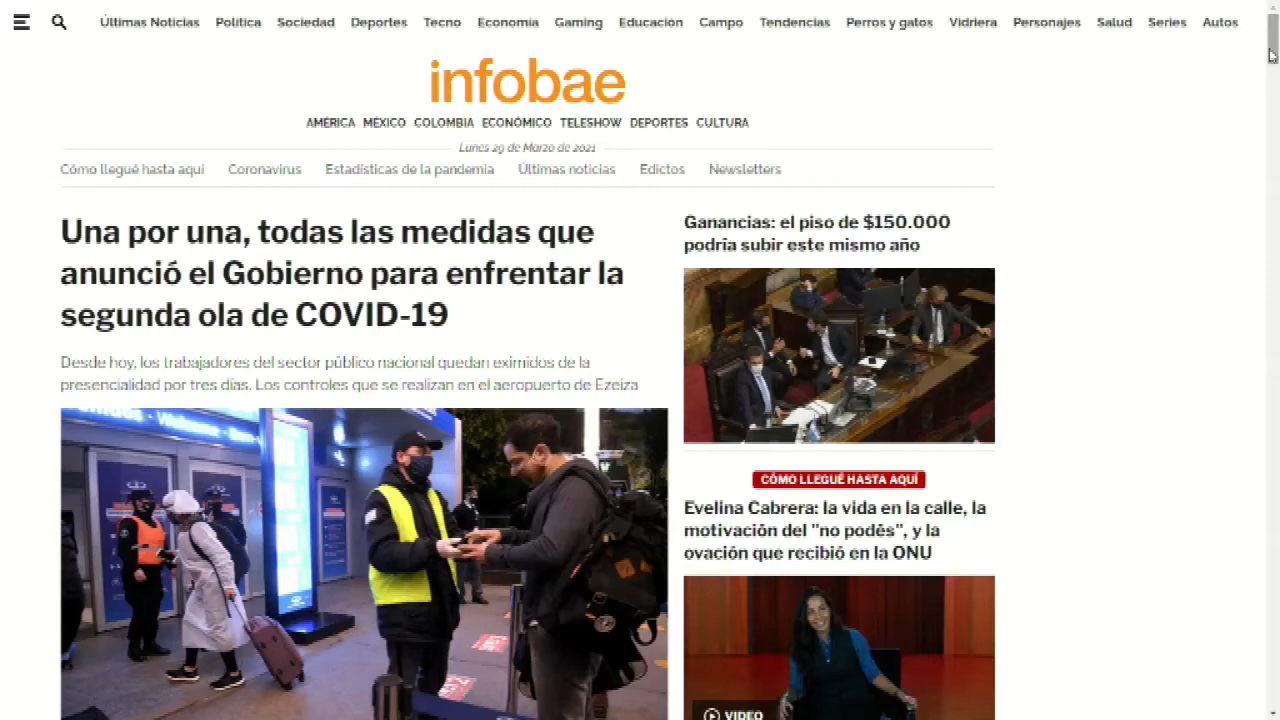 Últimas Noticias Política Sociedad Deportes Tecno Economía Gaming Educación Campo Tendencias Perros y gatos Vidriera Personajes Salud Series Autos
infobae
AMÉRICA MÉXICO COLOMBIA ECONÓMICO TELESHOW DEPORTES CULTURA
Lunes 29 de Marzo de 2021
Cómo llegué hasta aquí Coronavirus Estadísticas de la pandemia Últimas noticias Edictos Newsletters
Una por una, todas las medidas que
anunció el Gobierno para enfrentar la
segunda ola de COVID-19
Desde hoy, los trabajadores del sector público nacional quedan eximidos de la
presencialidad por tres días. Los controles que se realizan en el aeropuerto de Ezeiza
Ganancias: el piso de $150.000
podría subir este mismo año
CÓMO LLEGUÉ HASTA AQUÍ
Evelina Cabrera: la vida en la calle, la
motivación del "no podés", y la
ovación que recibió en la ONU
VIDEO